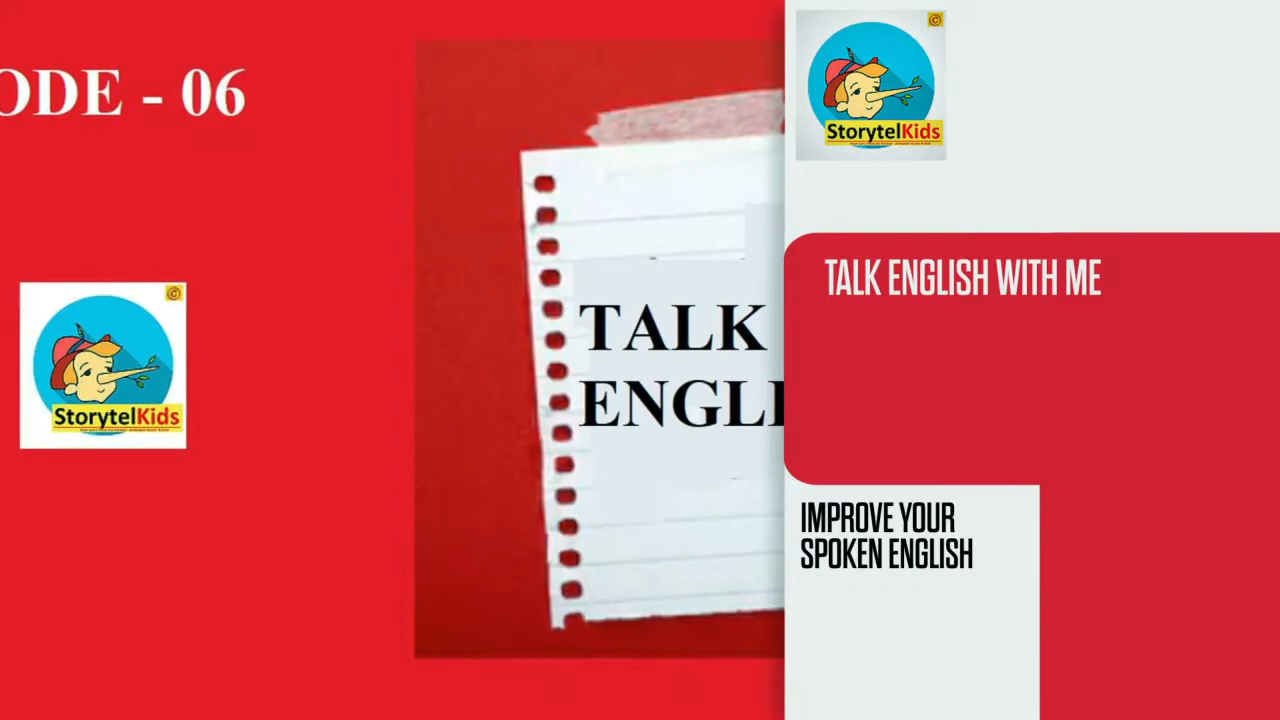 ODE - 06
StorytelKids
TALK
ENGLI
©
StorytelKids
TALK ENGLISH WITH ME
IMPROVE YOUR
SPOKEN ENGLISH